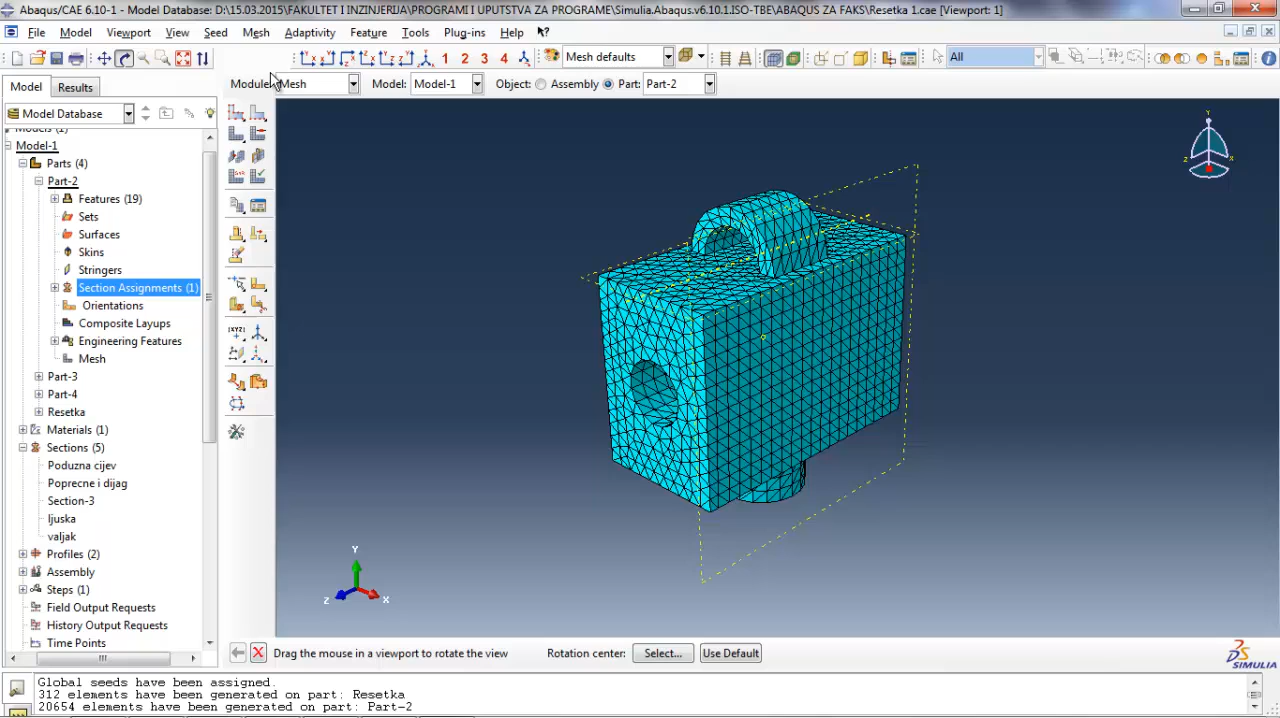 Abaqus/CAE 6.10-1 - Model Database: D:\15.03.2015\FAKULTET I INZINJERIJA\PROGRAMI I UPUTSTVA ZA PROGRAME\Simulia.Abaqus.v6.10.1.ISO-TBE\ABAQUS ZA FAKS\Resetka 1.cae [Viewport: 1]
File Model Viewport View Seed Mesh Adaptivity Feature Tools Plug-ins Help
1 2 3 4 Mesh defaults All
Model Results Module: Mesh Model: Model-1 Object: Assembly Part: Part-2
Model Database
Models (1)
Model-1
Parts (4)
Part-2
Features (19)
Sets
Surfaces
Skins
Stringers
Section Assignments (1)
Orientations
Composite Layups
Engineering Features
Mesh
Part-3
Part-4
Resetka
Materials (1)
Sections (5)
Poduzna cijev
Poprecne i dijag
Section-3
ljuska
valjak
Profiles (2)
Assembly
Steps (1)
Field Output Requests
History Output Requests
Time Points
(XYZ)
Y
Z X
Y
Z X
Drag the mouse in a viewport to rotate the view Rotation center: Select... Use Default
SIMULIA
Global seeds have been assigned.
312 elements have been generated on part: Resetka
20654 elements have been generated on part: Part-2